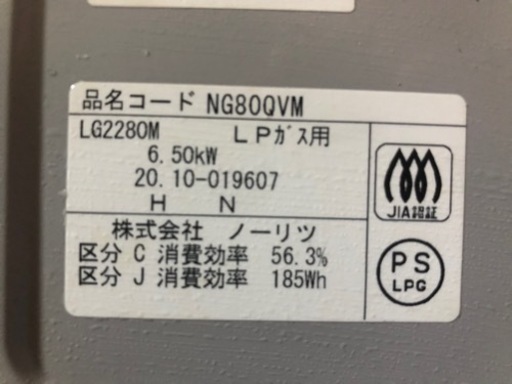 品名コード NG80QVM
LG2280M LPガス用
6.50kW
20.10-019607
H N
株式会社 ノーリツ
区分 C 消費効率 56.3%
区分 J 消費効率 185Wh
JIA認証
PS
LPG